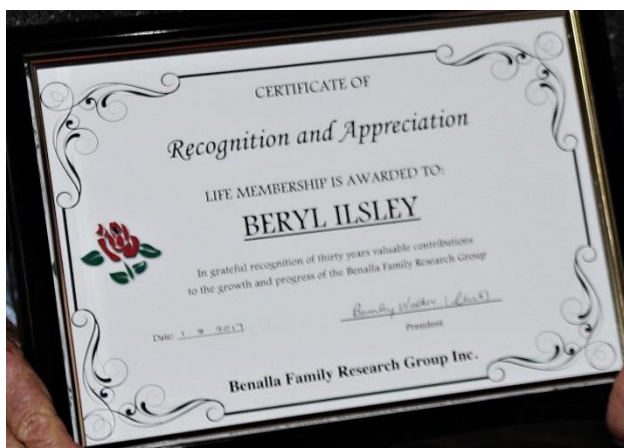 CERTIFICATE OF
Recognition and Appreciation
LIFE MEMBERSHIP IS AWARDED TO:
BERYL ILSLEY
In grateful recognition of thirty years valuable contributions
to the growth and progress of the Benalla Family Research Group
Date: 2017
President
Benalla Family Research Group Inc.